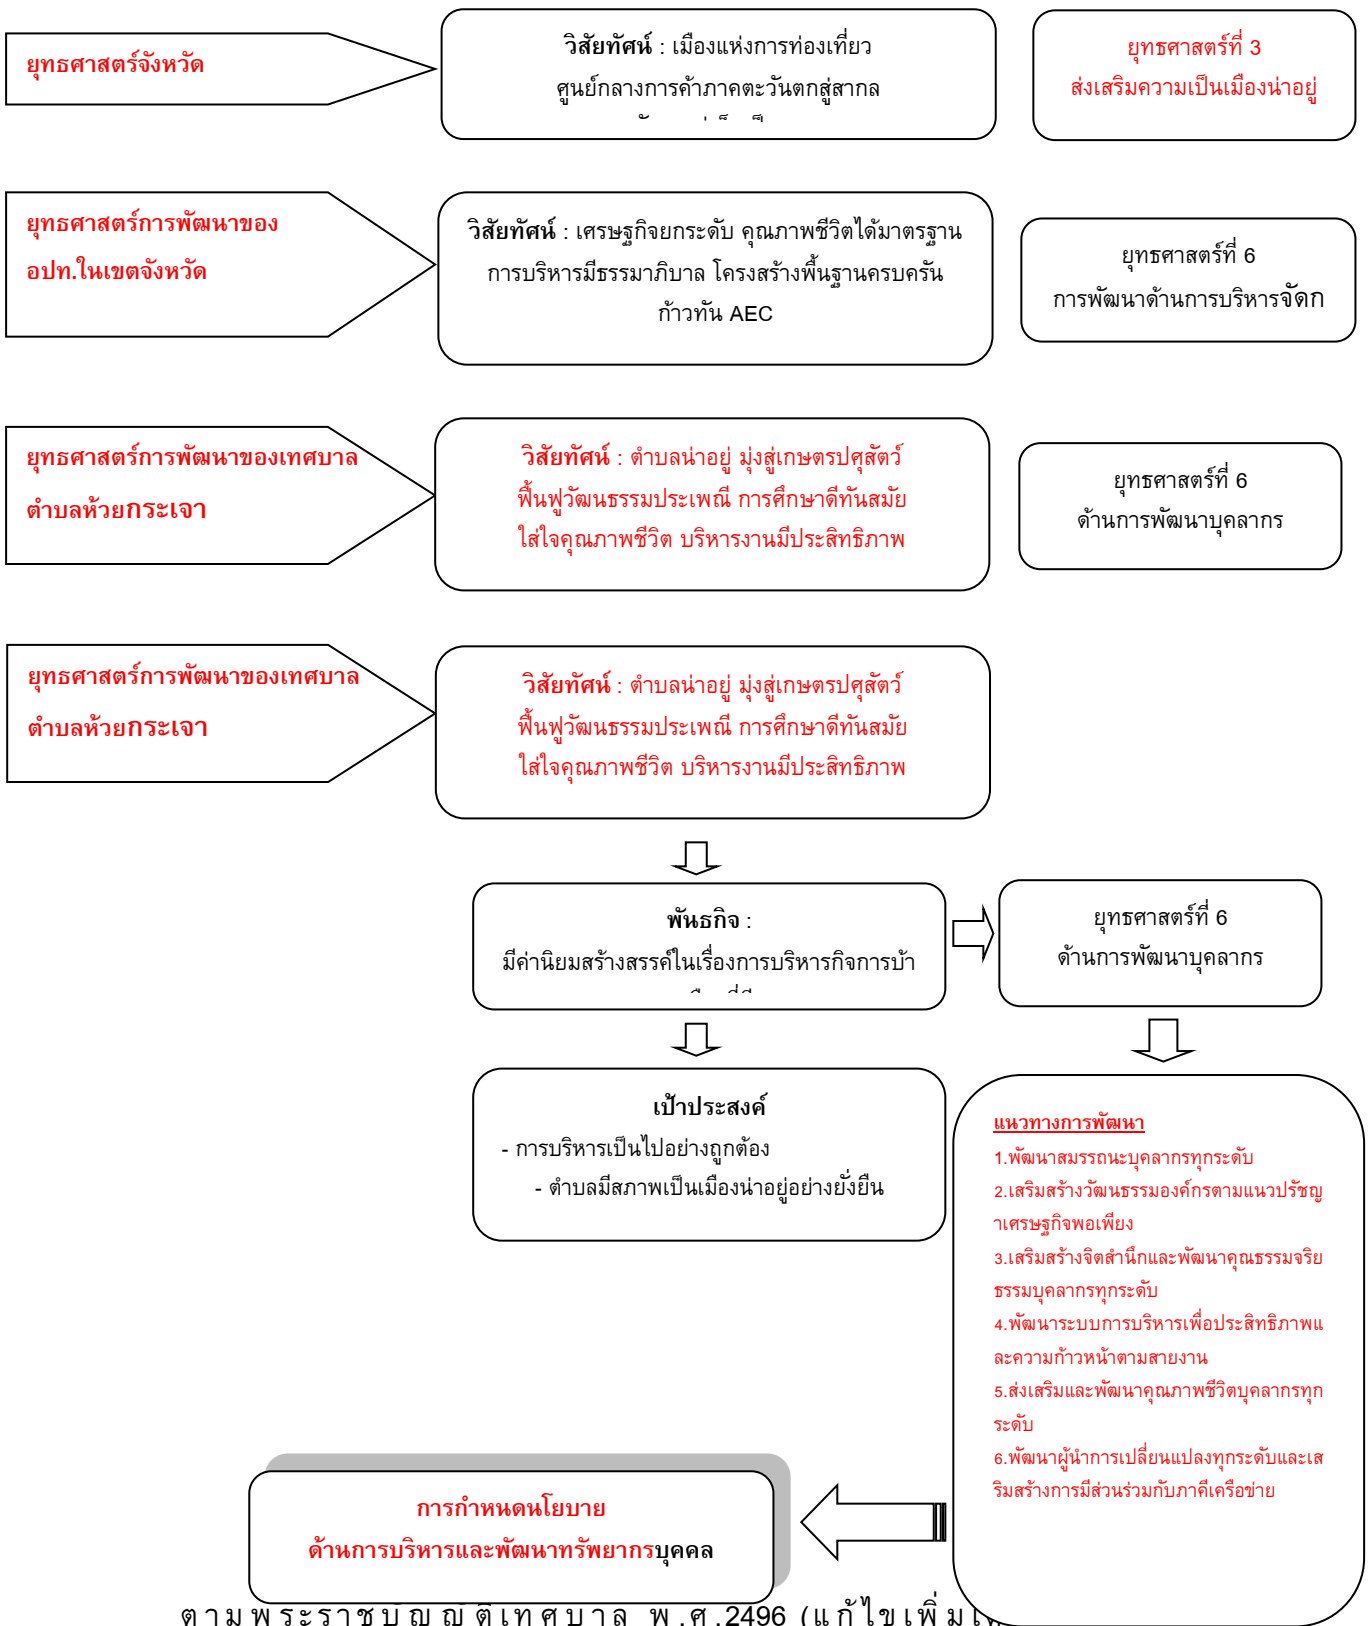 ยุทธศาสตร์จังหวัด
วิสัยทัศน์ : เมืองแห่งการท่องเที่ยว
ศูนย์กลางการค้าภาคตะวันตกสู่สากล
ยุทธศาสตร์ที่ 3
ส่งเสริมความเป็นเมืองน่าอยู่
ยุทธศาสตร์การพัฒนาของ
อปท.ในเขตจังหวัด
วิสัยทัศน์ : เศรษฐกิจยกระดับ คุณภาพชีวิตได้มาตรฐาน
การบริหารมีธรรมาภิบาล โครงสร้างพื้นฐานครบครัน
ก้าวทัน AEC
ยุทธศาสตร์ที่ 6
การพัฒนาด้านการบริหารจัดก
ยุทธศาสตร์การพัฒนาของเทศบาล
ตำบลห้วยกระเจา
วิสัยทัศน์ : ตำบลน่าอยู่ มุ่งสู่เกษตรปศุสัตว์
ฟื้นฟูวัฒนธรรมประเพณี การศึกษาดีทันสมัย
ใส่ใจคุณภาพชีวิต บริหารงานมีประสิทธิภาพ
ยุทธศาสตร์ที่ 6
ด้านการพัฒนาบุคลากร
ยุทธศาสตร์การพัฒนาของเทศบาล
ตำบลห้วยกระเจา
วิสัยทัศน์ : ตำบลน่าอยู่ มุ่งสู่เกษตรปศุสัตว์
ฟื้นฟูวัฒนธรรมประเพณี การศึกษาดีทันสมัย
ใส่ใจคุณภาพชีวิต บริหารงานมีประสิทธิภาพ
พันธกิจ :
มีค่านิยมสร้างสรรค์ในเรื่องการบริหารกิจการบ้า
ยุทธศาสตร์ที่ 6
ด้านการพัฒนาบุคลากร
เป้าประสงค์
- การบริหารเป็นไปอย่างถูกต้อง
- ตำบลมีสภาพเป็นเมืองน่าอยู่อย่างยั่งยืน
แนวทางการพัฒนา
1.พัฒนาสมรรถนะบุคลากรทุกระดับ
2.เสริมสร้างวัฒนธรรมองค์กรตามแนวปรัชญ
าเศรษฐกิจพอเพียง
3.เสริมสร้างจิตสำนึกและพัฒนาคุณธรรมจริย
ธรรมบุคลากรทุกระดับ
4.พัฒนาระบบการบริหารเพื่อประสิทธิภาพแ
ละความก้าวหน้าตามสายงาน
5.ส่งเสริมและพัฒนาคุณภาพชีวิตบุคลากรทุก
ระดับ
6.พัฒนาผู้นำการเปลี่ยนแปลงทุกระดับและเส
ริมสร้างการมีส่วนร่วมกับภาคีเครือข่าย
การกำหนดนโยบาย
ด้านการบริหารและพัฒนาทรัพยากรบุคคล
ตามพระราชบัญญัติเทศบาล พ.ศ.2496 (แก้ไขเพิ่มเต